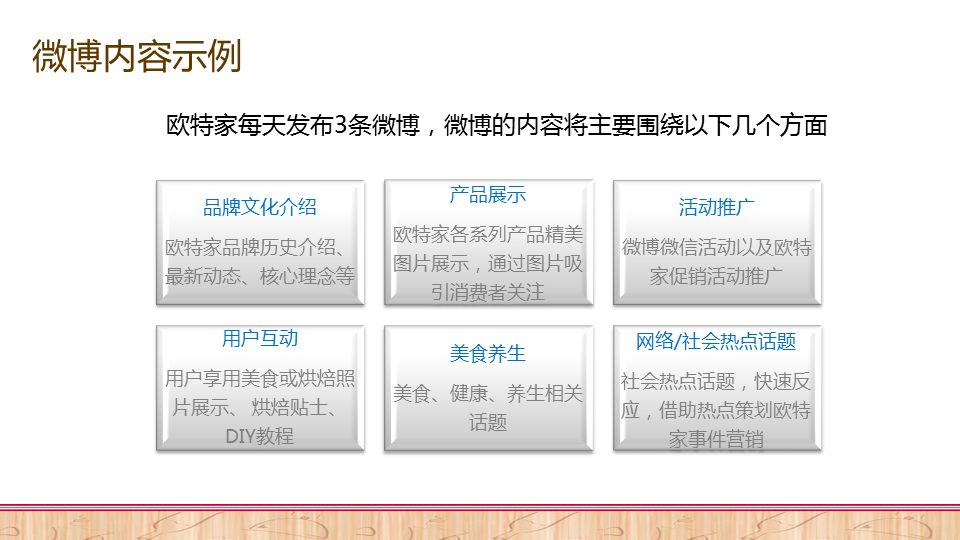 微博内容示例
欧特家每天发布3条微博，微博的内容将主要围绕以下几个方面
品牌文化介绍
欧特家品牌历史介绍、
最新动态、核心理念等
产品展示
欧特家各系列产品精美
图片展示，通过图片吸
引消费者关注
活动推广
微博微信活动以及欧特
家促销活动推广
用户互动
用户享用美食或烘焙照
片展示、 烘焙贴士、
DIY教程
美食养生
美食、健康、养生相关
话题
网络/社会热点话题
社会热点话题，快速反
应，借助热点策划欧特
家事件营销